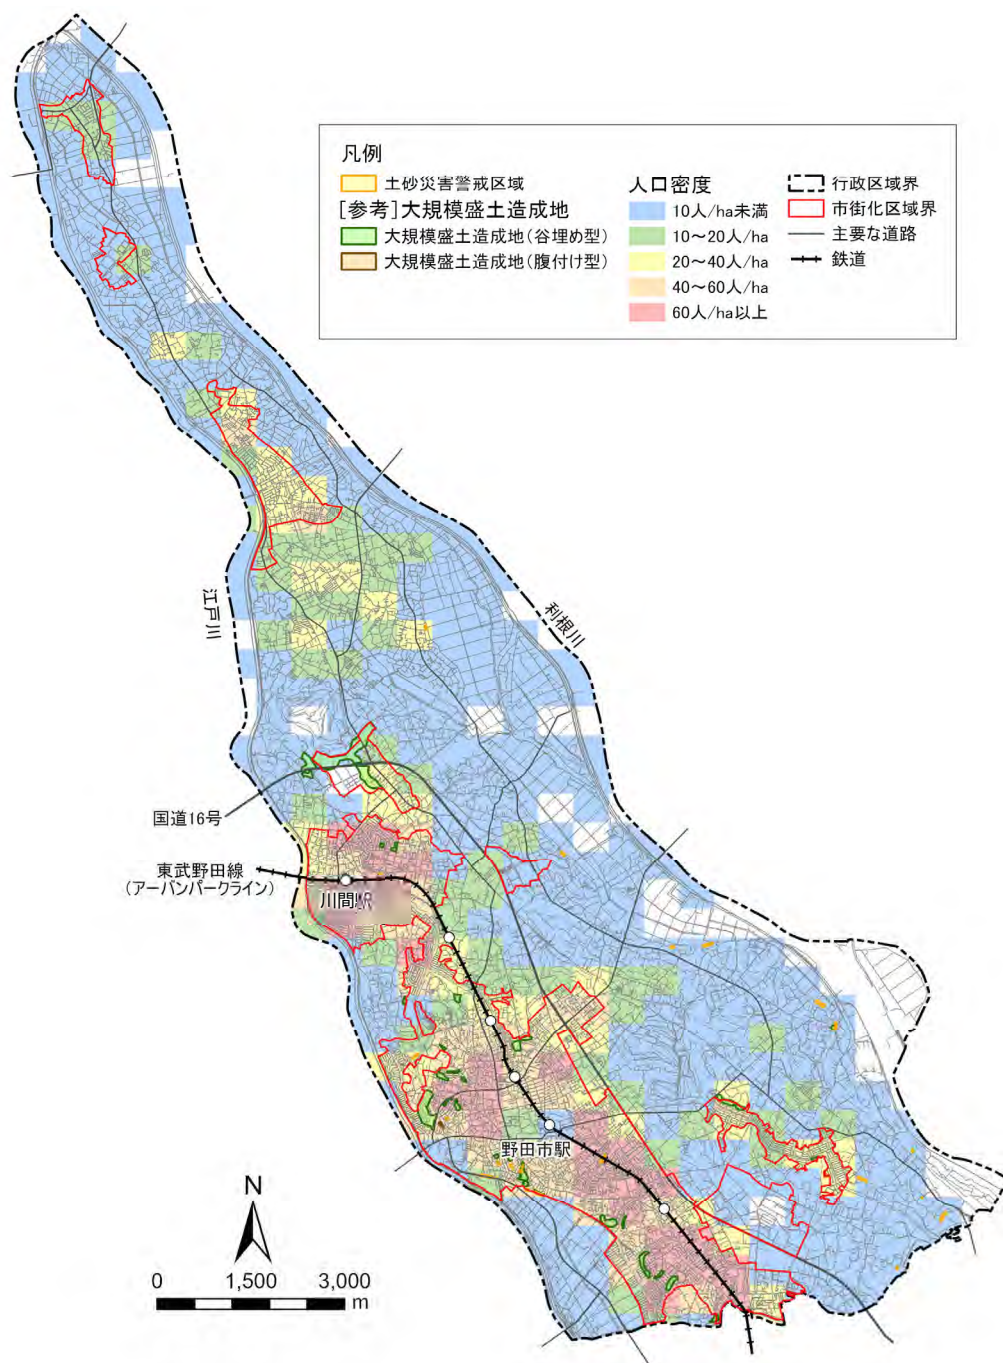 凡例
土砂災害警戒区域
[参考]大規模盛土造成地
大規模盛土造成地(谷埋め型)
大規模盛土造成地(腹付け型)
人口密度
10人/ha未満
10~20人/ha
20~40人/ha
40~60人/ha
60人/ha以上
行政区域界
市街化区域界
主要な道路
鉄道
江戸川
利根川
国道16号
東武野田線
(アーバンパークライン)
川間駅
野田市駅
N
0 1,500 3,000
m